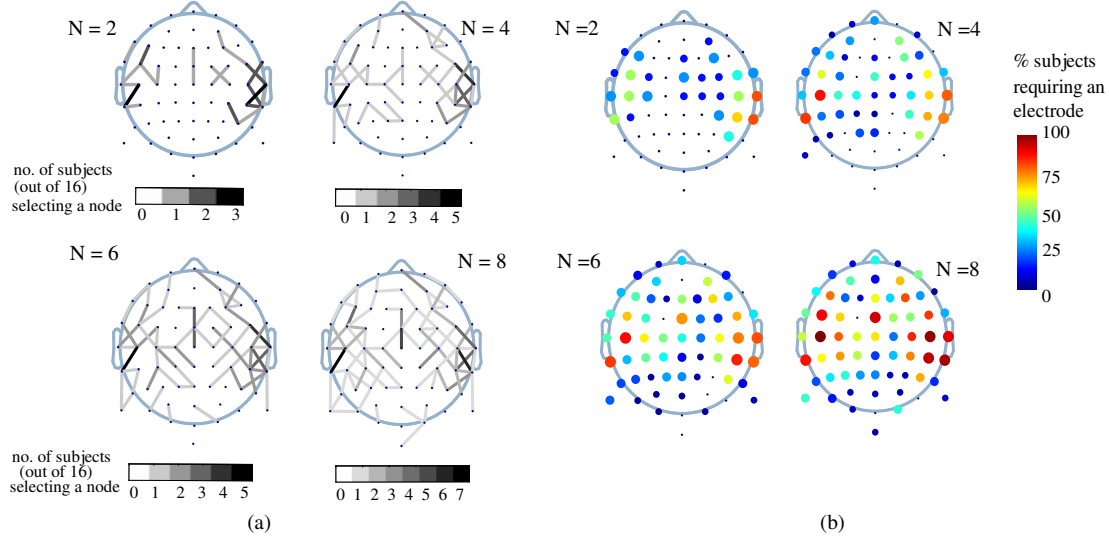 N = 2
N = 4
no. of subjects
(out of 16)
selecting a node
0 1 2 3
0 1 2 3 4 5
N = 6
N = 8
no. of subjects
(out of 16)
selecting a node
0 1 2 3 4 5
0 1 2 3 4 5 6 7
(a)
N=2
N=4
% subjects
requiring an
electrode
100
75
50
25
0
N=6
N=8
(b)